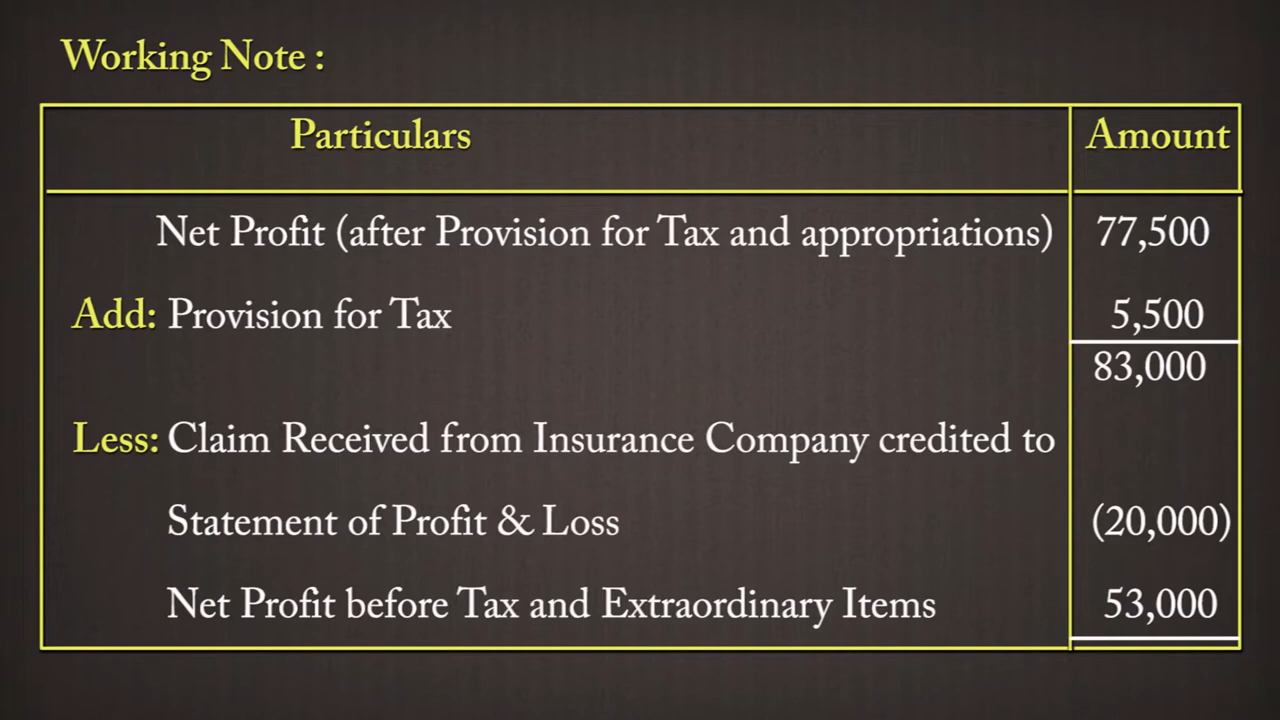 Working Note :
Particulars Amount
Net Profit (after Provision for Tax and appropriations) 77,500
Add: Provision for Tax 5,500
83,000
Less: Claim Received from Insurance Company credited to
Statement of Profit & Loss (20,000)
Net Profit before Tax and Extraordinary Items 53,000